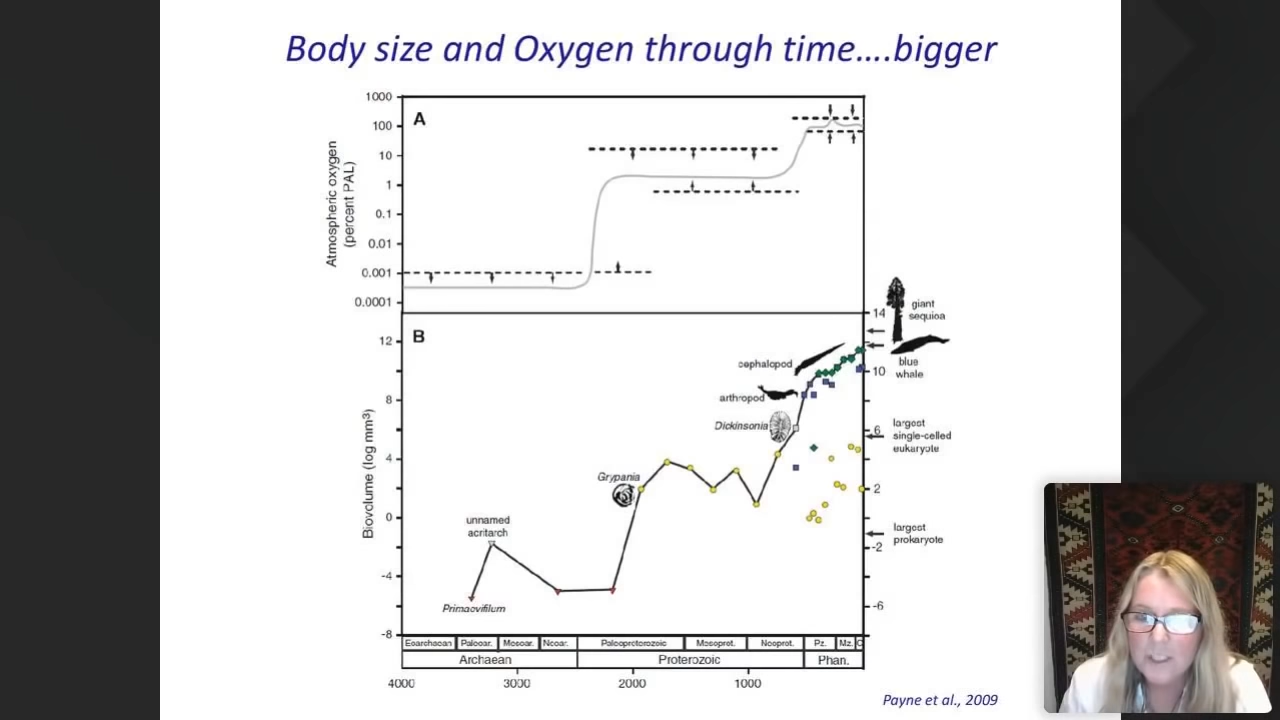 Body size and Oxygen through time....bigger
A
Atmospheric oxygen
(percent PAL)
1000
100
10
1
0.1
0.01
0.001
0.0001
B
Biovolume (log mm³)
12
8
4
0
-4
-8
14
10
6
2
-2
-6
giant
sequioa
blue
whale
cephalopod
arthropod
Dickinsonia
largest
single-celled
eukaryote
Grypania
unnamed
acritarch
largest
prokaryote
Primaevifilum
Eoarchaean Paleoar. Mesoar. Neoar. Paleoproterozoic Mesoprot. Neoprot. Pz. Mz. C
Archaean Proterozoic Phan.
4000 3000 2000 1000
Payne et al., 2009